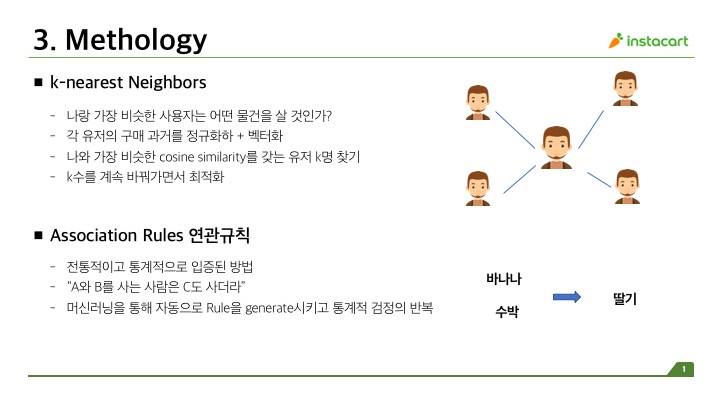 3. Methology
instacart
■ k-nearest Neighbors
- 나랑 가장 비슷한 사용자는 어떤 물건을 살 것인가?
- 각 유저의 구매 과거를 정규화하 + 벡터화
- 나와 가장 비슷한 cosine similarity를 갖는 유저 k명 찾기
- k수를 계속 바꿔가면서 최적화
■ Association Rules 연관규칙
- 전통적이고 통계적으로 입증된 방법
- “A와 B를 사는 사람은 C도 사더라”
- 머신러닝을 통해 자동으로 Rule을 generate시키고 통계적 검정의 반복
바나나
수박
딸기
1